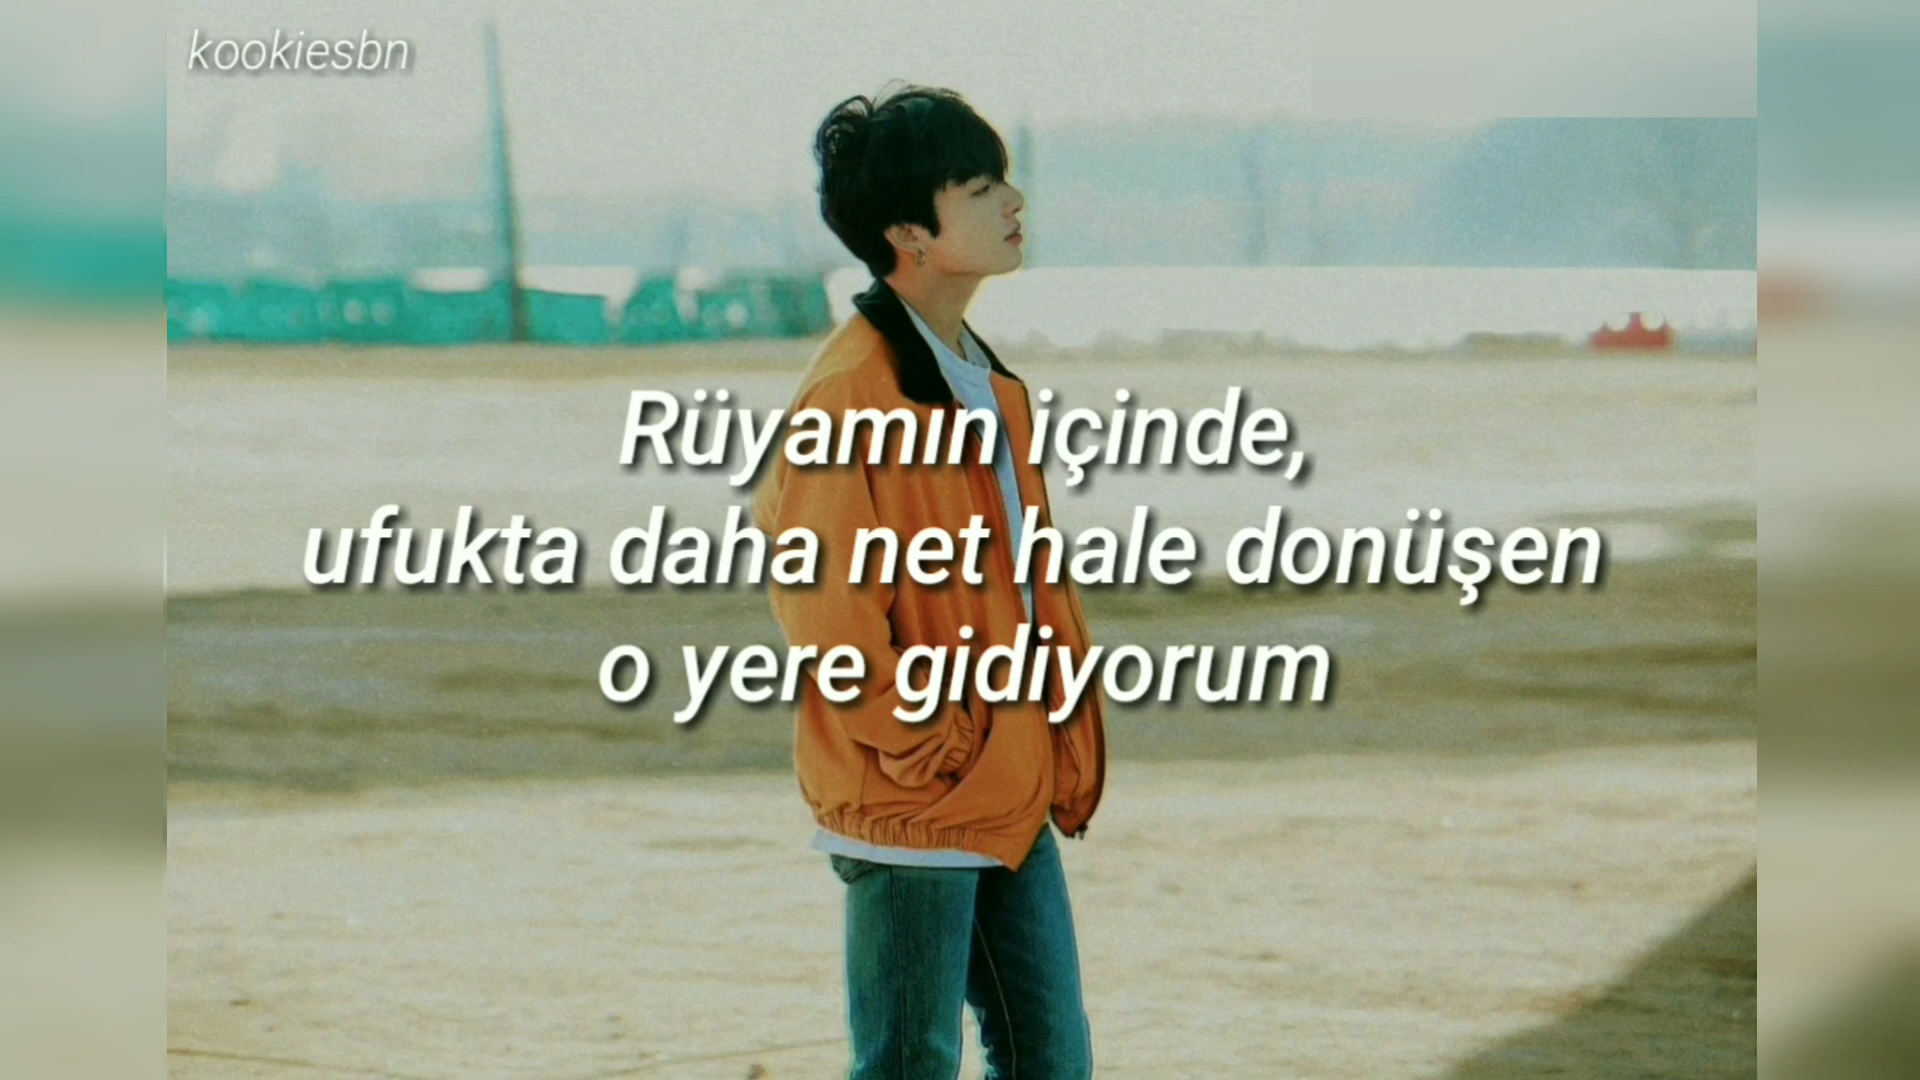 kookiesbn
Rüyamın içinde,
ufukta daha net hale donüşen
o yere gidiyorum